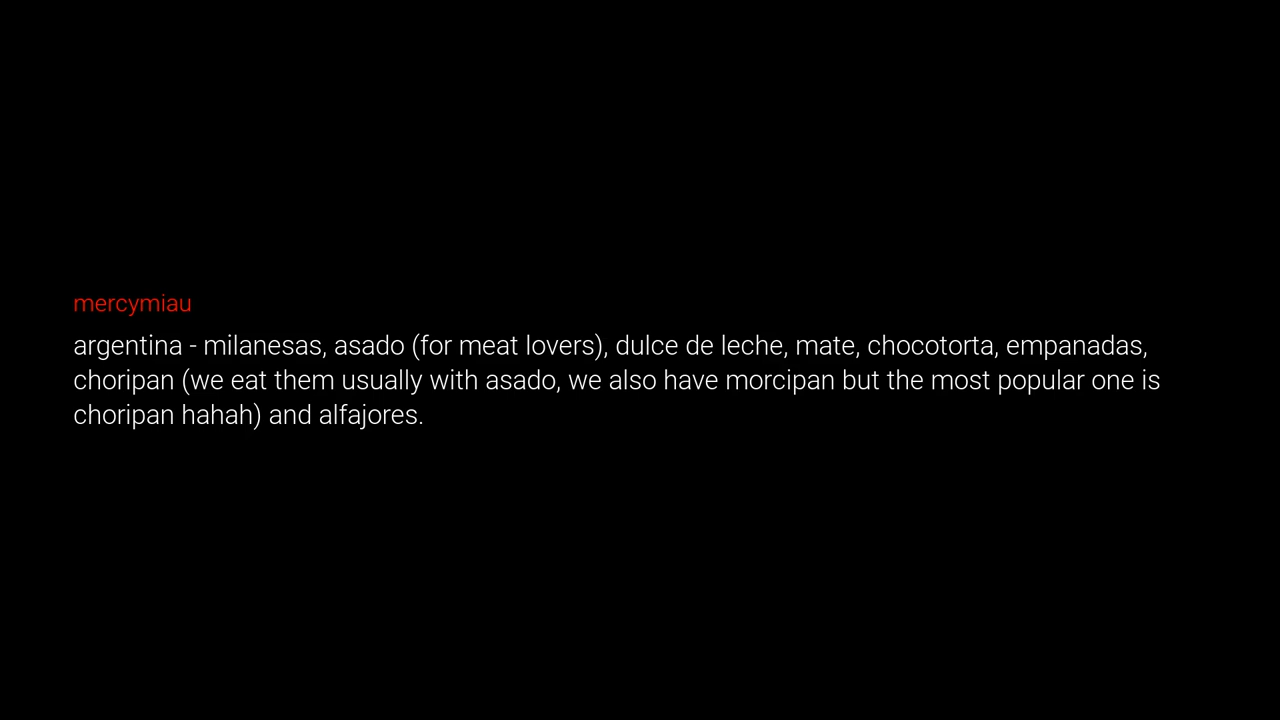 mercymiau
argentina - milanesas, asado (for meat lovers), dulce de leche, mate, chocotorta, empanadas,
choripan (we eat them usually with asado, we also have morcipan but the most popular one is
choripan hahah) and alfajores.